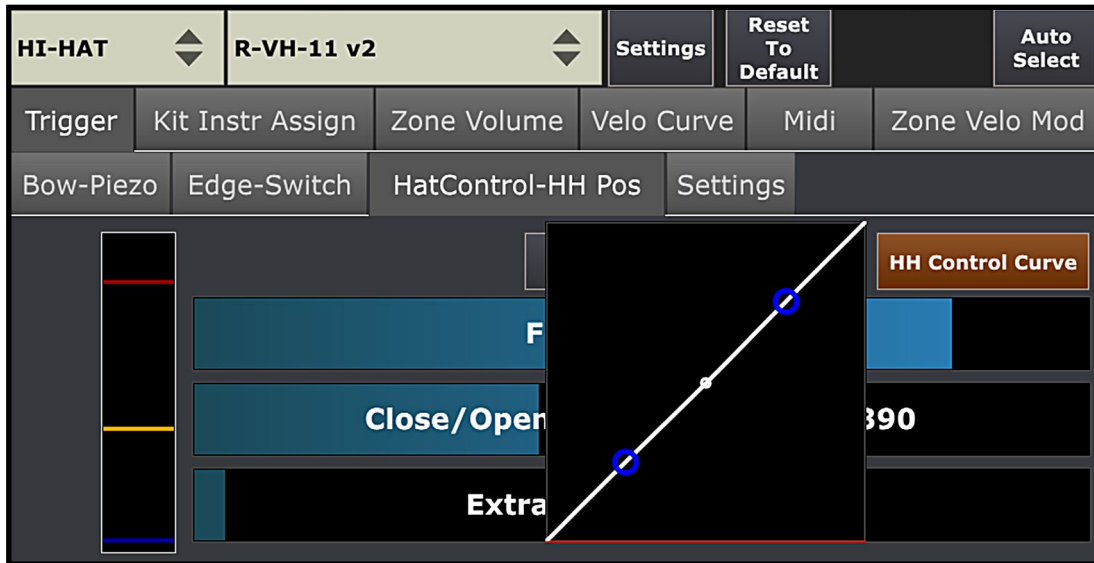 HI-HAT
R-VH-11 v2
Settings
Reset
To
Default
Auto
Select
Trigger
Kit Instr Assign
Zone Volume
Velo Curve
Midi
Zone Velo Mod
Bow-Piezo
Edge-Switch
HatControl-HH Pos
Settings
HH Control Curve
F
Close/Open
390
Extra